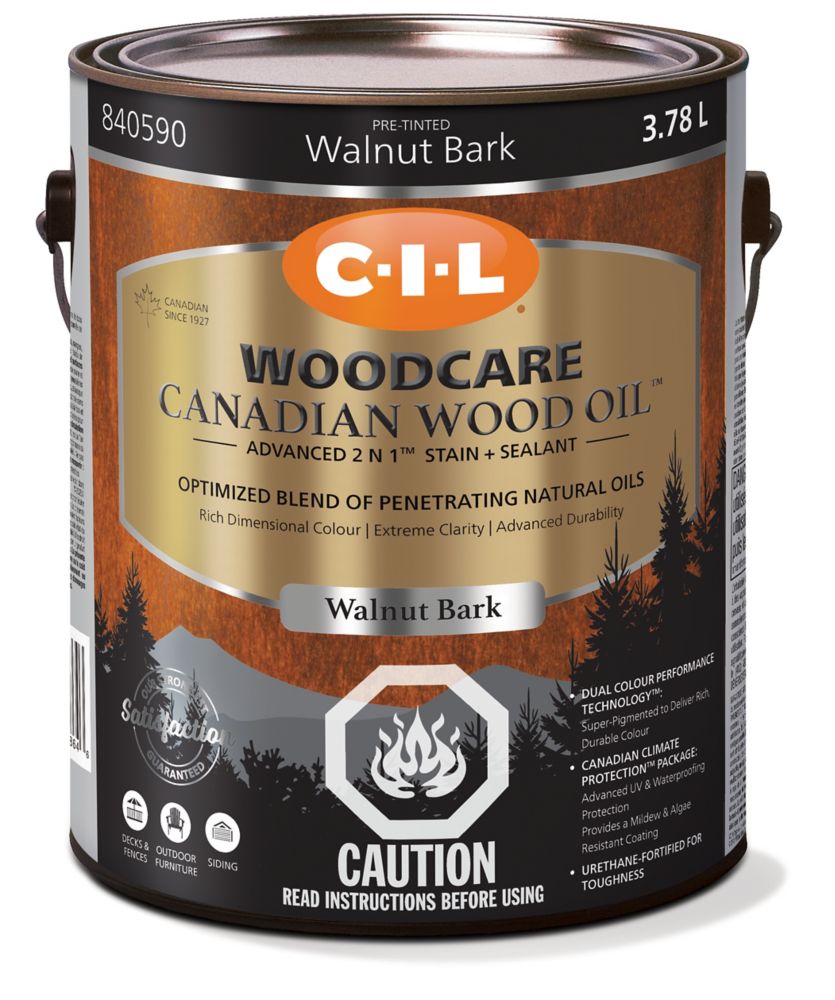 840590
PRE-TINTED
Walnut Bark
3.78 L
C·I·L
CANADIAN
SINCE 1927
WOODCARE
CANADIAN WOOD OIL™
ADVANCED 2 N 1™ STAIN + SEALANT
OPTIMIZED BLEND OF PENETRATING NATURAL OILS
Rich Dimensional Colour | Extreme Clarity | Advanced Durability
Walnut Bark
Satisfaction
GUARANTEED
DECKS &
FENCES
OUTDOOR
FURNITURE
SIDING
CAUTION
READ INSTRUCTIONS BEFORE USING
• DUAL COLOUR PERFORMANCE
TECHNOLOGY™:
Super-Pigmented to Deliver Rich,
Durable Colour
• CANADIAN CLIMATE
PROTECTION™ PACKAGE:
Advanced UV & Waterproofing
Protection
Provides a Mildew & Algae
Resistant Coating
• URETHANE-FORTIFIED FOR
TOUGHNESS